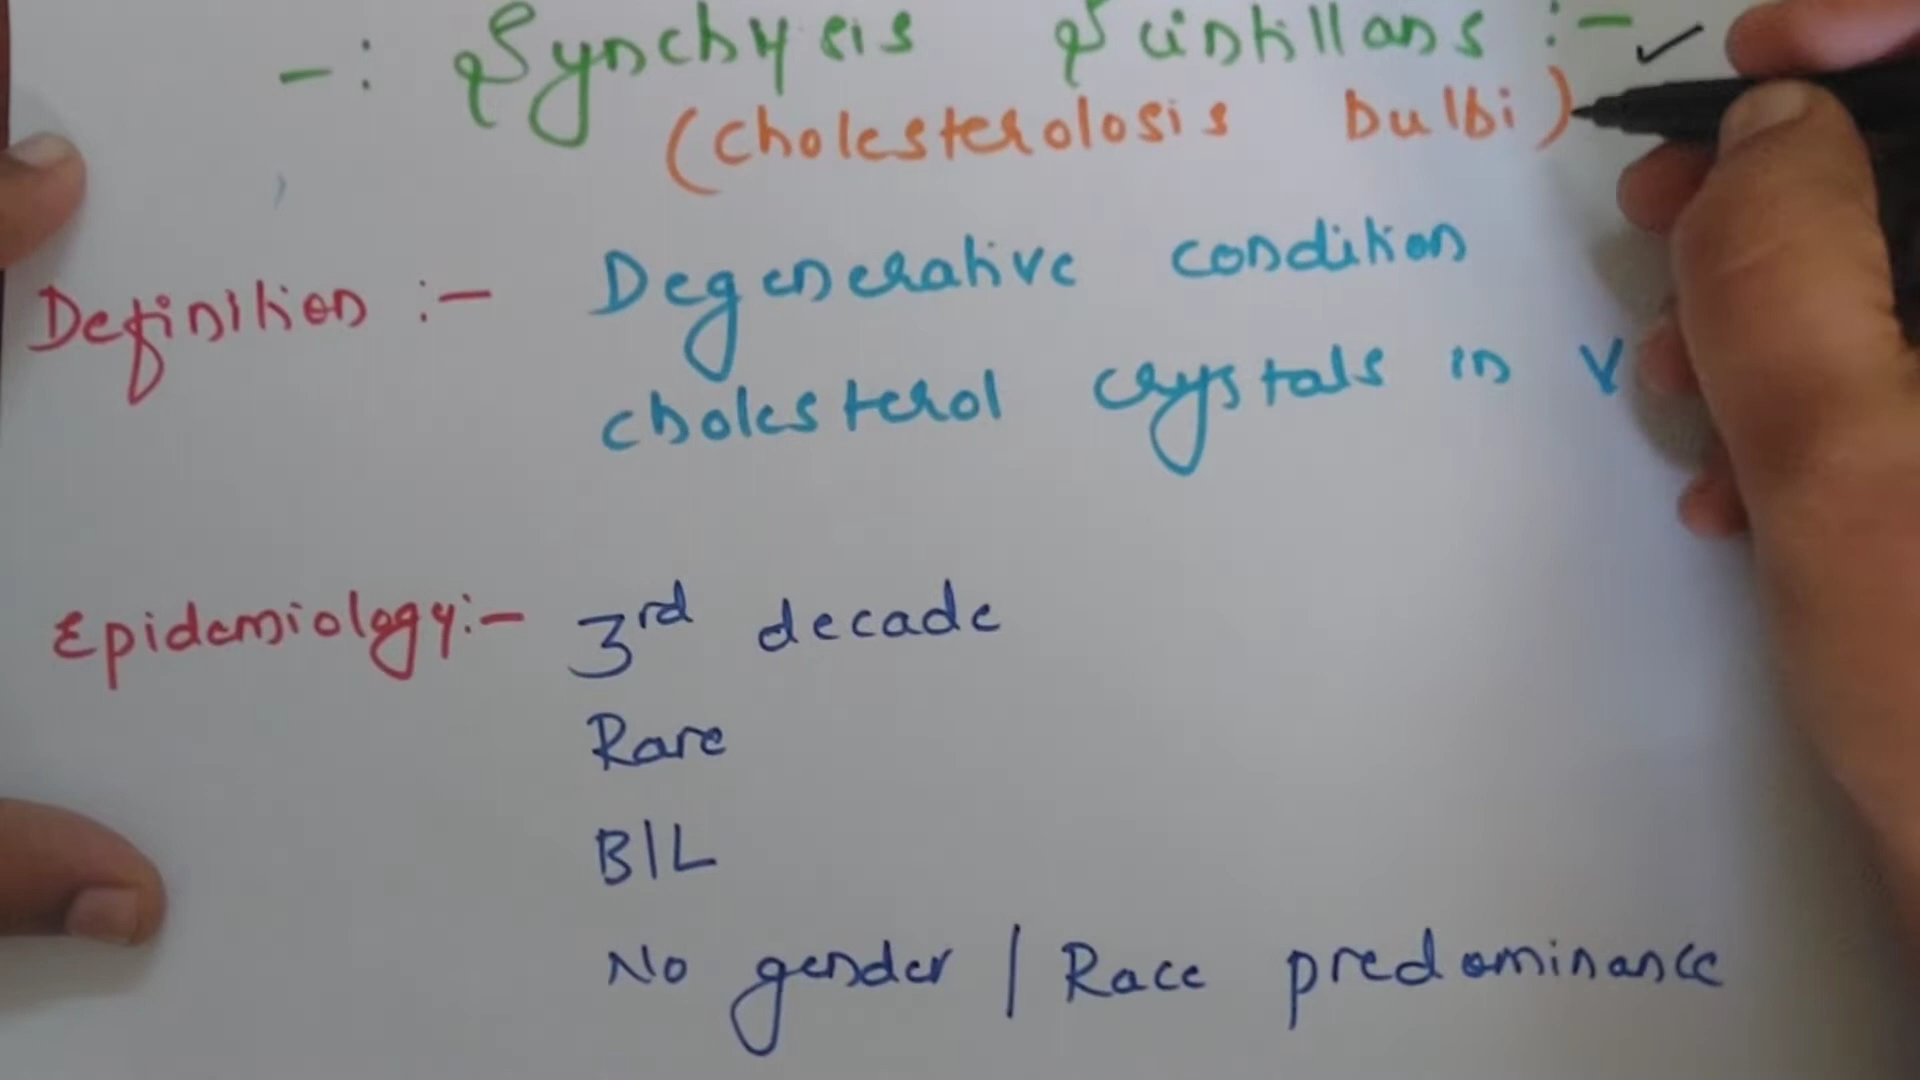 -: Synchysis Scintillans :- ✓
(Cholesterolosis bulbi)
Definition :- Degenerative condition
cholesterol crystals in V
Epidemiology:- 3rd decade
Rare
B/L
No gender / Race predominance